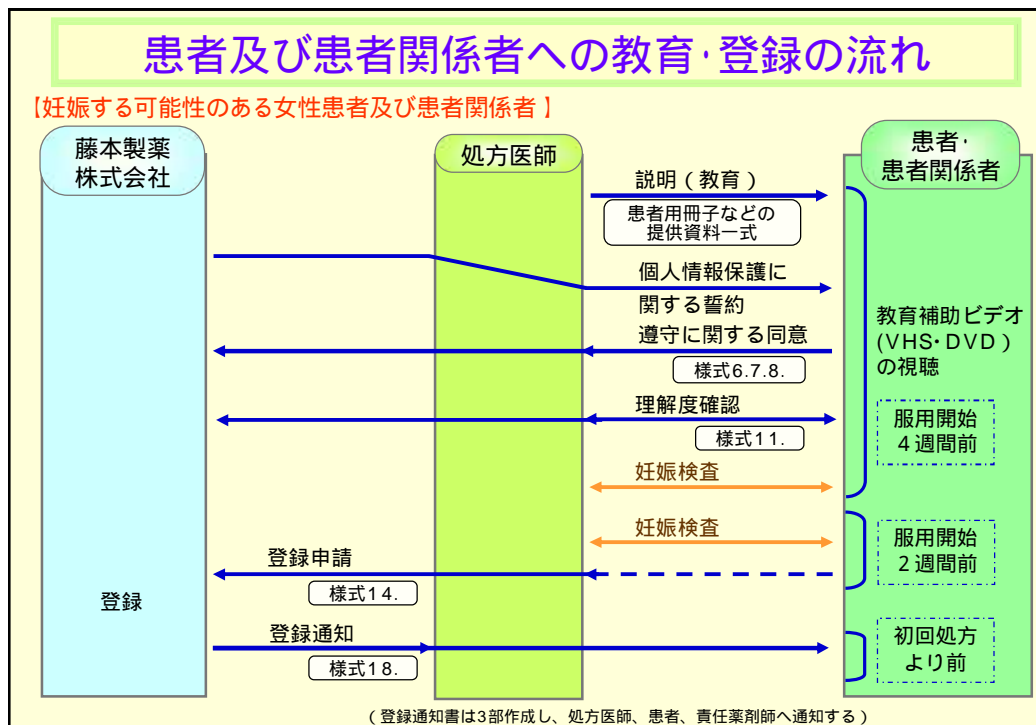 患者及び患者関係者への教育･登録の流れ
【妊娠する可能性のある女性患者及び患者関係者】
藤本製薬
株式会社
処方医師
患者･
患者関係者
説明（教育）
患者用冊子などの
提供資料一式
個人情報保護に
関する誓約
遵守に関する同意
様式6.7.8.
理解度確認
様式11.
妊娠検査
教育補助ビデオ
(VHS･DVD）
の視聴
服用開始
４週間前
妊娠検査
服用開始
２週間前
登録申請
様式14.
登録
登録通知
様式18.
初回処方
より前
（登録通知書は3部作成し、処方医師、患者、責任薬剤師へ通知する）